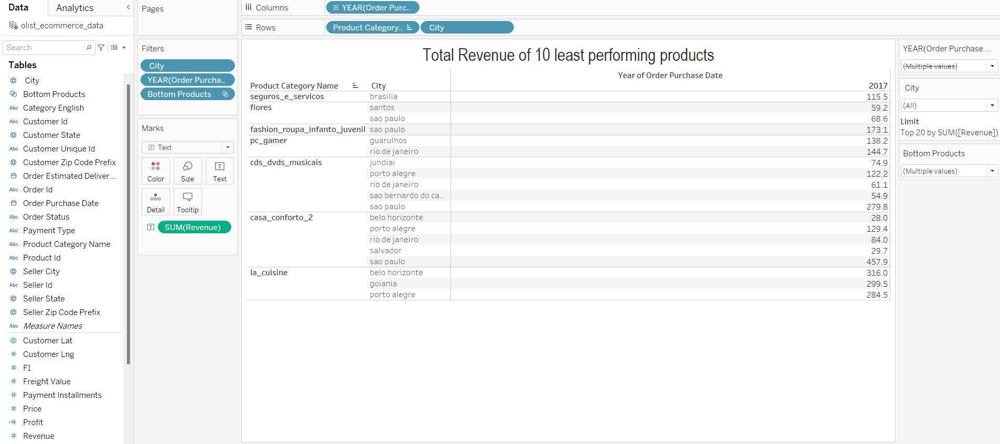 Data
Analytics
olist_ecommerce_data
Search
Tables
City
Bottom Products
Abc Category English
Abc Customer Id
Customer State
Abc Customer Unique Id
Customer Zip Code Prefix
Order Estimated Deliver...
Abc Order Id
Order Purchase Date
Abc Order Status
Abc Payment Type
Abc Product Category Name
Abc Product Id
Seller City
Abc Seller Id
Seller State
Seller Zip Code Prefix
Abc Measure Names
Customer Lat
Customer Lng
F1
Freight Value
Payment Installments
Price
Profit
Revenue
Pages
Filters
City
YEAR(Order Purcha..
Bottom Products
Marks
Text
Color
Size
Text
Detail
Tooltip
SUM(Revenue)
Columns
YEAR(Order Purc..
Rows
Product Category..
City
Total Revenue of 10 least performing products
Year of Order Purchase Date
Product Category Name City 2017
seguros_e_servicos brasilia 115.5
flores santos 59.2
sao paulo 68.6
fashion_roupa_infanto_juvenil sao paulo 173.1
pc_gamer guarulhos 138.2
rio de janeiro 144.7
cds_dvds_musicais jundiai 74.9
porto alegre 122.2
rio de janeiro 61.1
sao bernardo do ca.. 54.9
sao paulo 279.8
casa_conforto_2 belo horizonte 28.0
porto alegre 129.4
rio de janeiro 84.0
salvador 29.7
sao paulo 457.9
la_cuisine belo horizonte 316.0
goiania 299.5
porto alegre 284.5
YEAR(Order Purchase ...
(Multiple values)
City
(All)
Limit
Top 20 by SUM([Revenue])
Bottom Products
(Multiple values)